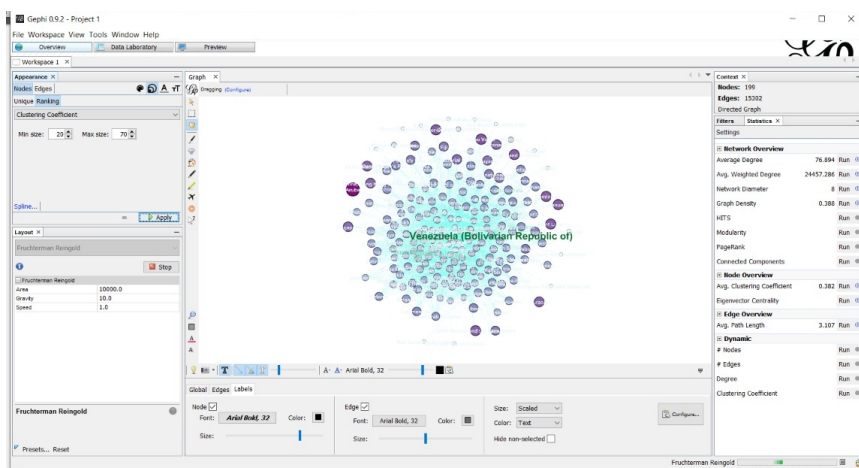 Gephi 0.9.2 - Project 1
File Workspace View Tools Window Help
Overview Data Laboratory Preview
Workspace 1
Appearance
Nodes Edges
Unique Ranking
Clustering Coefficient
Min size: 20 Max size: 70
Spline...
Apply
Layout
Fruchterman Reingold
Stop
Fruchterman Reingold
Area 10000.0
Gravity 10.0
Speed 1.0
Fruchterman Reingold
Presets... Reset
Graph
Dragging (Configure)
Venezuela (Bolivarian Republic of)
T A- A- Arial Bold, 32
Global Edges Labels
Node Edge Size: Scaled
Font: Arial Bold, 32 Color: Font: Arial Bold, 32 Color: Color: Text
Size: Size: Hide non-selected
Configure...
Context
Nodes: 199
Edges: 15302
Directed Graph
Filters Statistics
Settings
Network Overview
Average Degree 76.894 Run
Avg. Weighted Degree 24457.286 Run
Network Diameter 8 Run
Graph Density 0.388 Run
HITS Run
Modularity Run
PageRank Run
Connected Components Run
Node Overview
Avg. Clustering Coefficient 0.382 Run
Eigenvector Centrality Run
Edge Overview
Avg. Path Length 3.107 Run
Dynamic
# Nodes Run
# Edges Run
Degree Run
Clustering Coefficient Run
Fruchterman Reingold